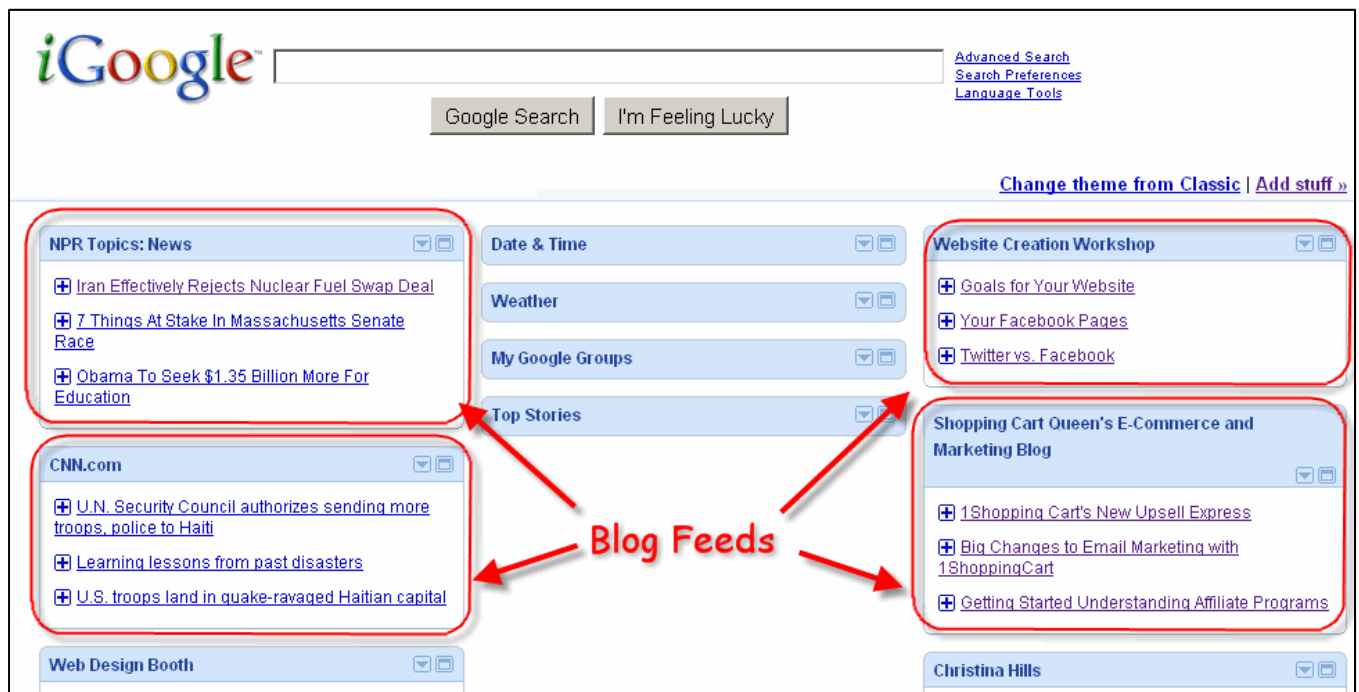 iGoogle™
Advanced Search
Search Preferences
Language Tools
Google Search
I'm Feeling Lucky
Change theme from Classic | Add stuff »
NPR Topics: News
Iran Effectively Rejects Nuclear Fuel Swap Deal
7 Things At Stake In Massachusetts Senate
Race
Obama To Seek $1.35 Billion More For
Education
CNN.com
U.N. Security Council authorizes sending more
troops, police to Haiti
Learning lessons from past disasters
U.S. troops land in quake-ravaged Haitian capital
Web Design Booth
Date & Time
Weather
My Google Groups
Top Stories
Blog Feeds
Website Creation Workshop
Goals for Your Website
Your Facebook Pages
Twitter vs. Facebook
Shopping Cart Queen's E-Commerce and
Marketing Blog
1Shopping Cart's New Upsell Express
Big Changes to Email Marketing with
1ShoppingCart
Getting Started Understanding Affiliate Programs
Christina Hills